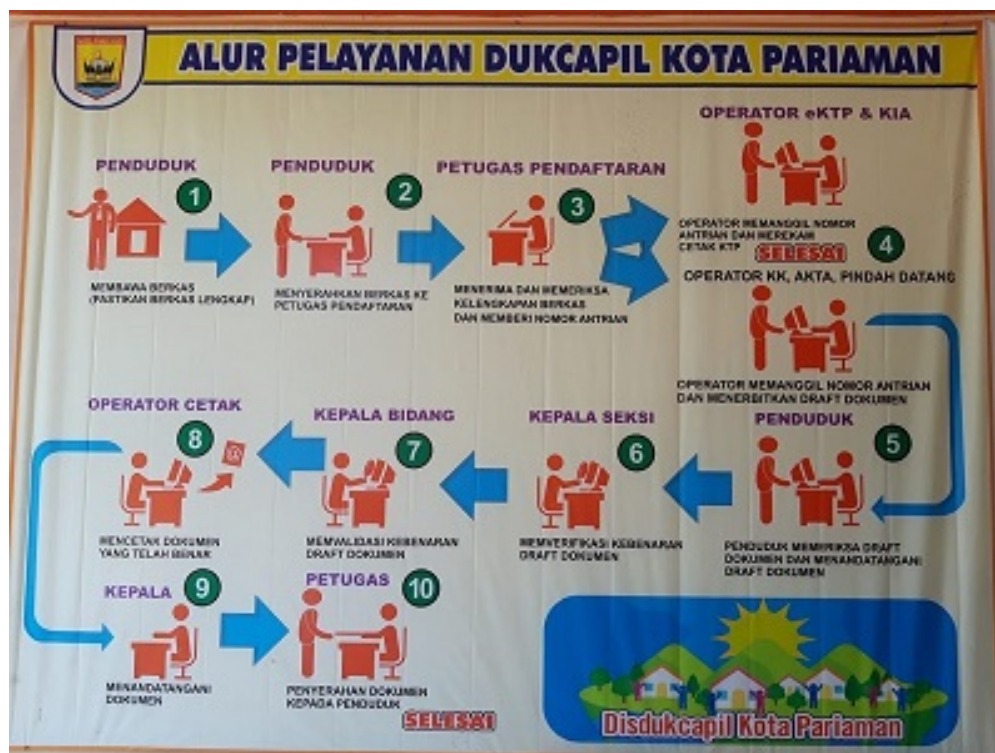 ALUR PELAYANAN DUKCAPIL KOTA PARIAMAN
PENDUDUK
1
MEMBAWA BERKAS
(PASTIKAN BERKAS LENGKAP)
PENDUDUK
2
MENYERAHKAN BERKAS KE
PETUGAS PENDAFTARAN
PETUGAS PENDAFTARAN
3
MENERIMA DAN MEMERIKSA
KELENGKAPAN BERKAS
DAN MEMBERI NOMOR ANTRIAN
OPERATOR eKTP & KIA
OPERATOR MEMANGGIL NOMOR
ANTRIAN DAN MEREKAM
CETAK KTP
SELESAI
4
OPERATOR KK, AKTA, PINDAH DATANG
OPERATOR MEMANGGIL NOMOR ANTRIAN
DAN MENERBITKAN DRAFT DOKUMEN
PENDUDUK
5
PENDUDUK MEMERIKSA DRAFT
DOKUMEN DAN MENANDATANGANI
DRAFT DOKUMEN
KEPALA SEKSI
6
MEMVERIFIKASI KEBENARAN
DRAFT DOKUMEN
KEPALA BIDANG
7
MEMVALIDASI KEBENARAN
DRAFT DOKUMEN
OPERATOR CETAK
8
@
MENCETAK DOKUMEN
YANG TELAH BENAR
KEPALA
9
MENANDATANGANI
DOKUMEN
PETUGAS
10
PENYERAHAN DOKUMEN
KEPADA PENDUDUK
SELESAI
Disdukcapil Kota Pariaman